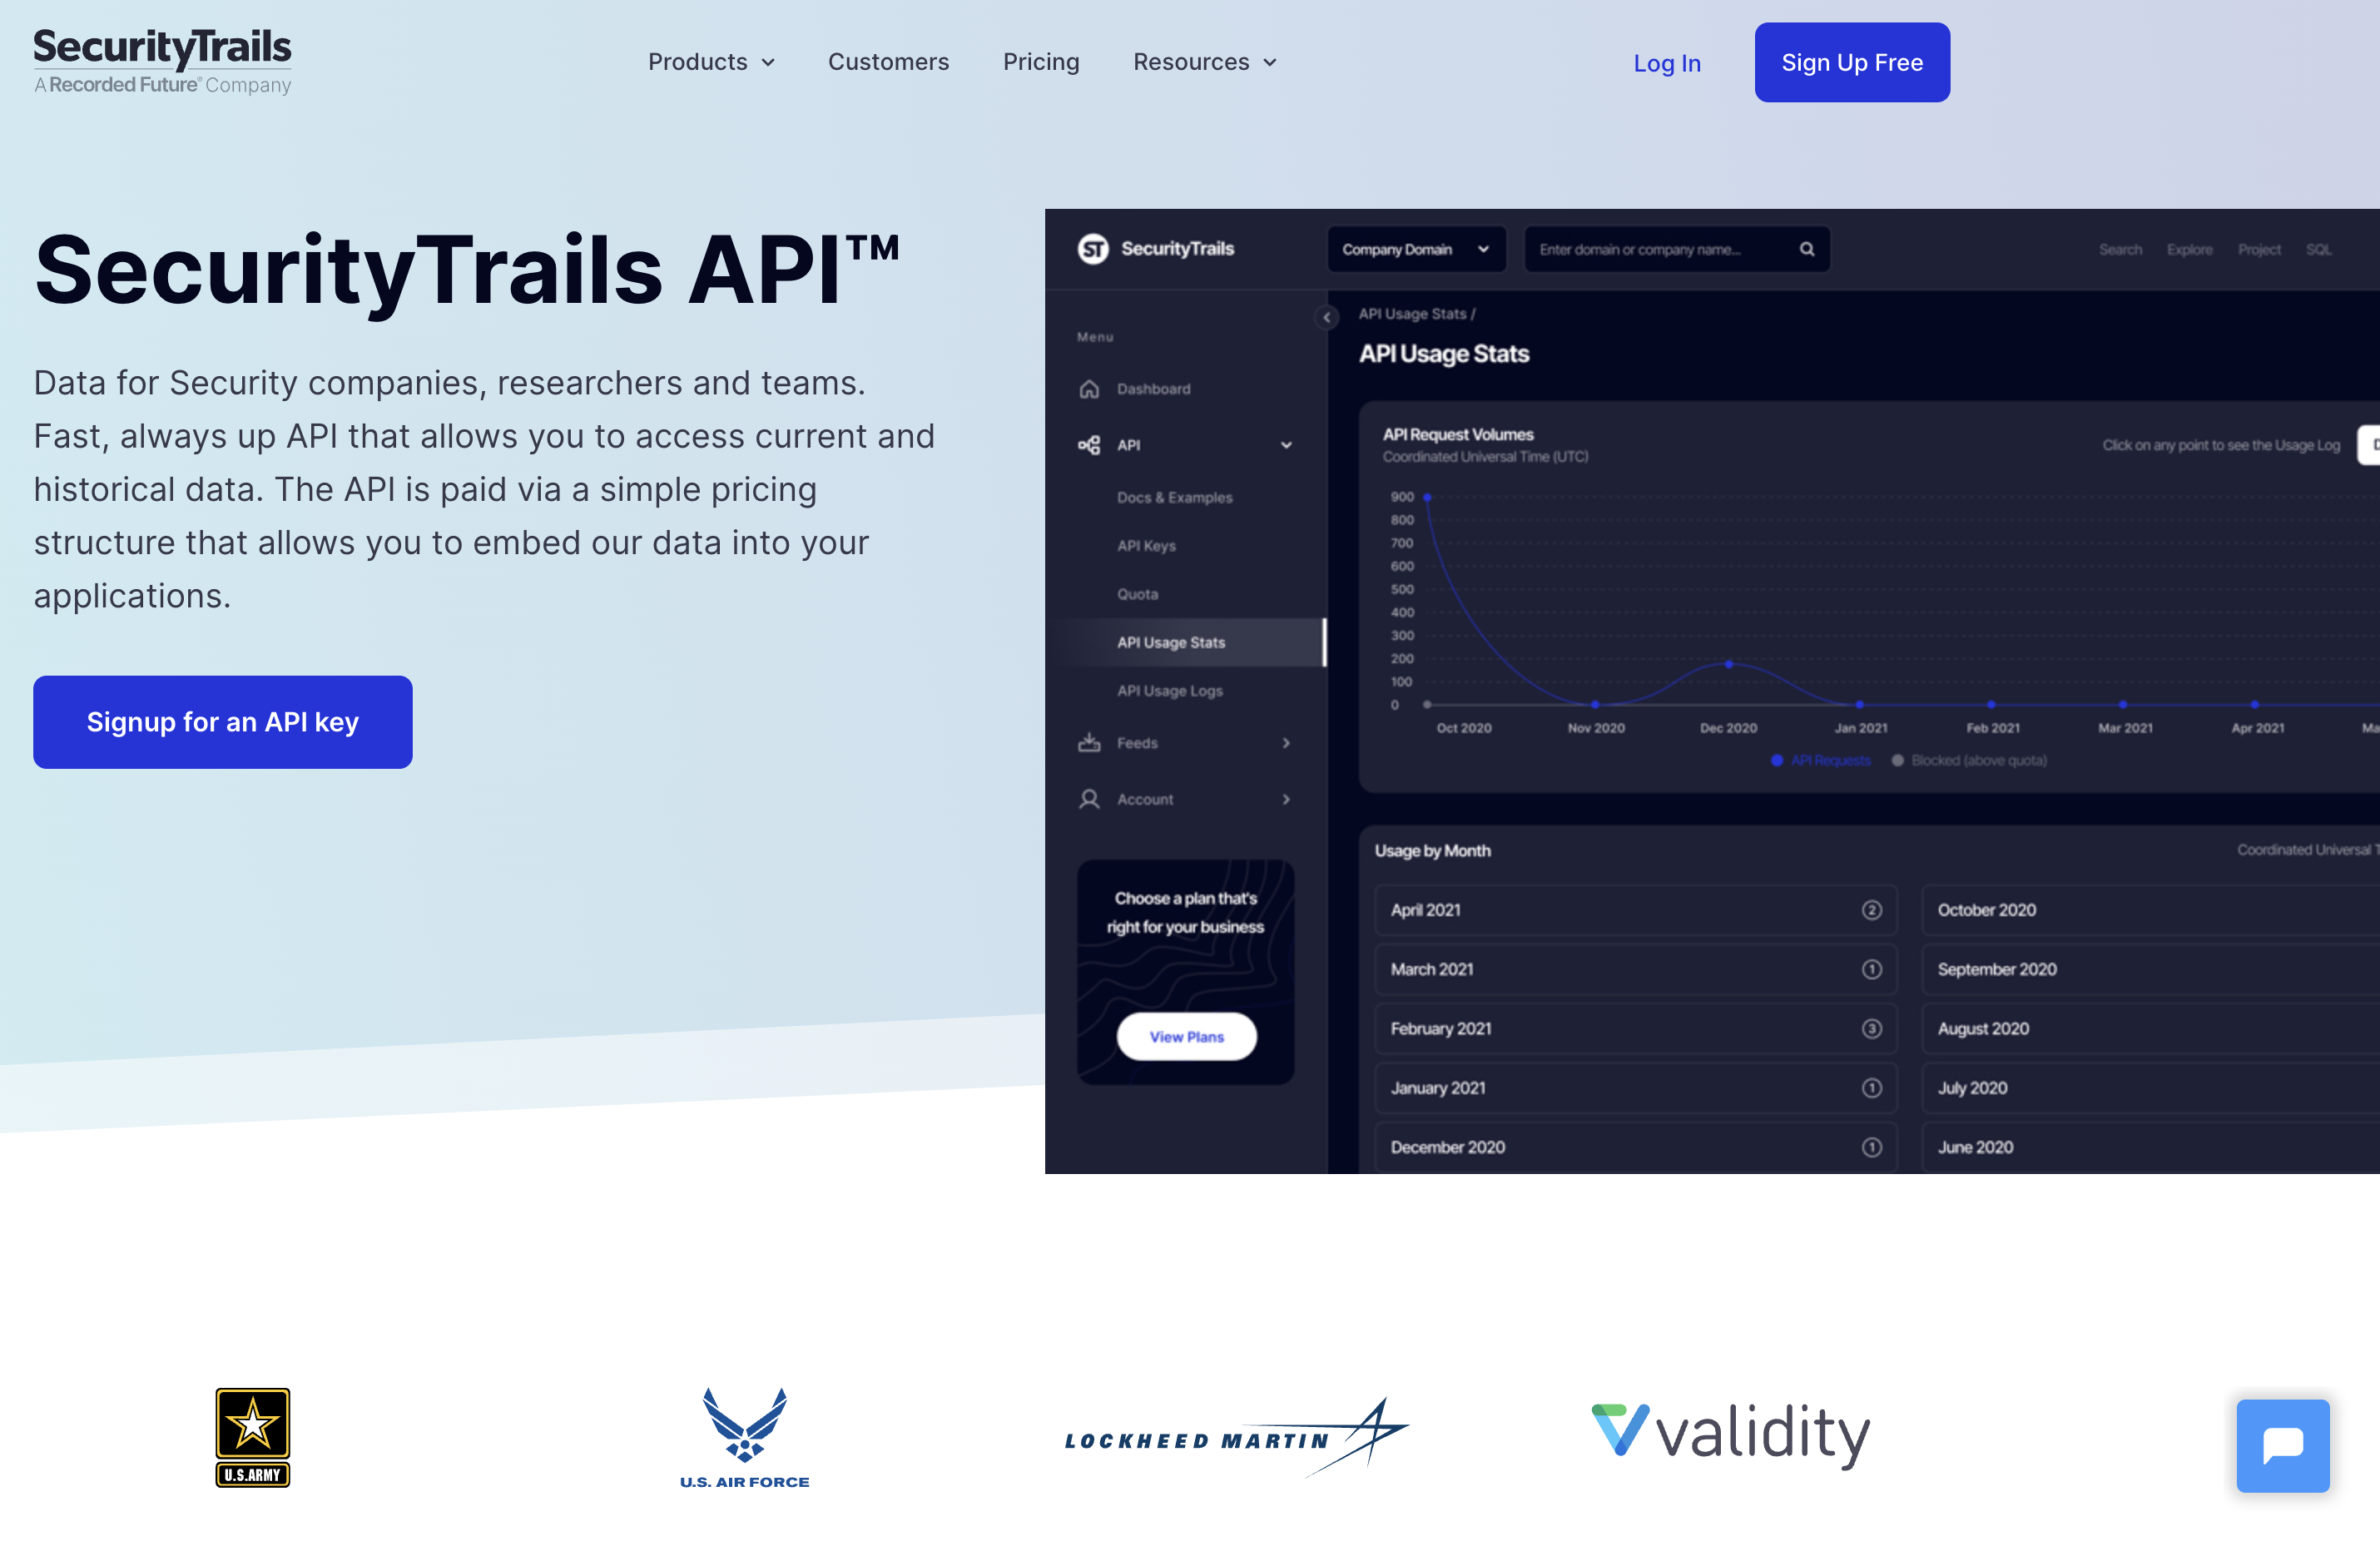 SecurityTrails
A Recorded Future® Company
Products
Customers
Pricing
Resources
Log In
Sign Up Free
SecurityTrails API™
Data for Security companies, researchers and teams.
Fast, always up API that allows you to access current and
historical data. The API is paid via a simple pricing
structure that allows you to embed our data into your
applications.
Signup for an API key
ST SecurityTrails
Company Domain
Enter domain or company name...
Search
Explore
Project
SQL
Menu
Dashboard
API
Docs & Examples
API Keys
Quota
API Usage Stats
API Usage Logs
Feeds
Account
Choose a plan that's
right for your business
View Plans
API Usage Stats /
API Usage Stats
API Request Volumes
Coordinated Universal Time (UTC)
Click on any point to see the Usage Log
900
800
700
600
500
400
300
200
100
0
Oct 2020 Nov 2020 Dec 2020 Jan 2021 Feb 2021 Mar 2021 Apr 2021
API Requests
Blocked (above quota)
Usage by Month
Coordinated Universal
April 2021 2 October 2020
March 2021 1 September 2020
February 2021 3 August 2020
January 2021 1 July 2020
December 2020 1 June 2020
U.S.ARMY
U.S. AIR FORCE
LOCKHEED MARTIN
validity